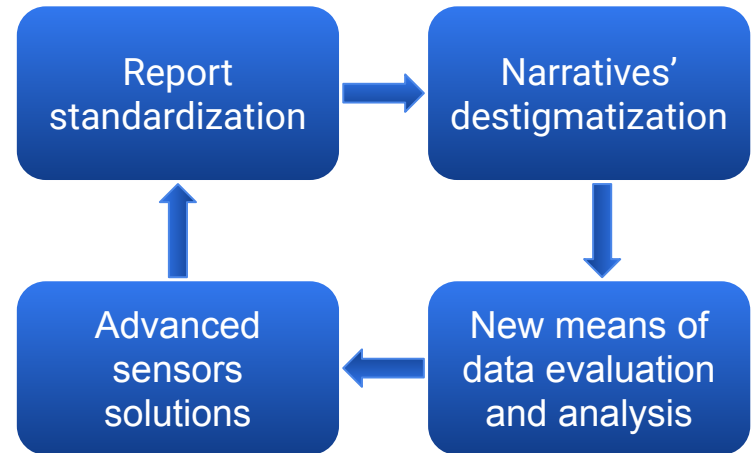 Report
standardization
Narratives’
destigmatization
Advanced
sensors
solutions
New means of
data evaluation
and analysis